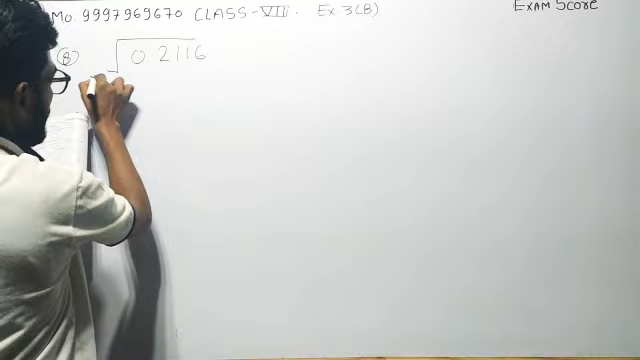 Mo. 9997969670 CLASS-VIII. Ex. 3(B)
EXAM SCORE
(8) √ 0 2116